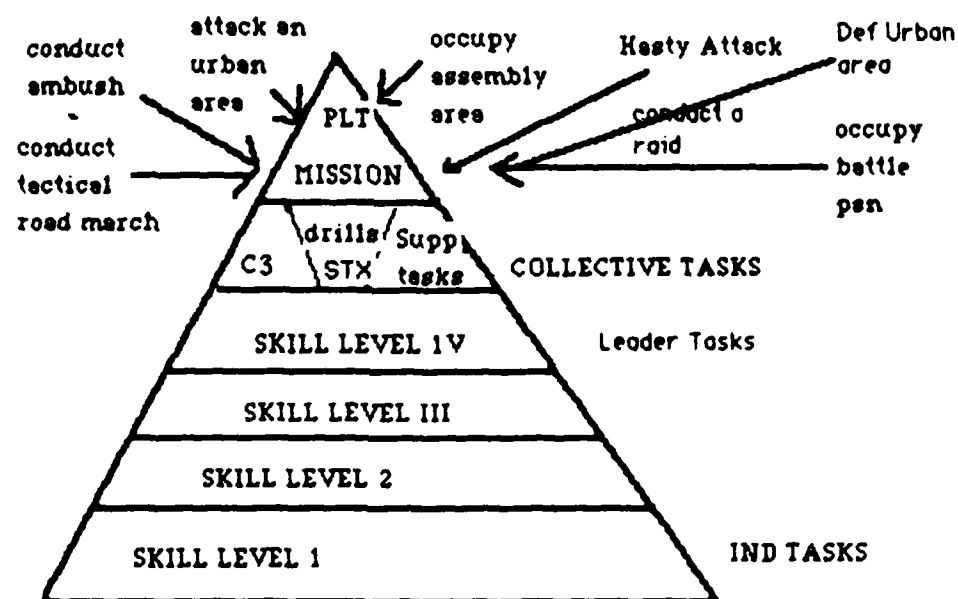 conduct
ambush
attack an
urban
area
occupy
assembly
area
Hasty Attack
Def Urban
area
conduct a
raid
conduct
tactical
road march
occupy
battle
psn
PLT
MISSION
C3
drills
STX
Supp
tasks
COLLECTIVE TASKS
SKILL LEVEL 1V
Leader Tasks
SKILL LEVEL III
SKILL LEVEL 2
SKILL LEVEL 1
IND TASKS